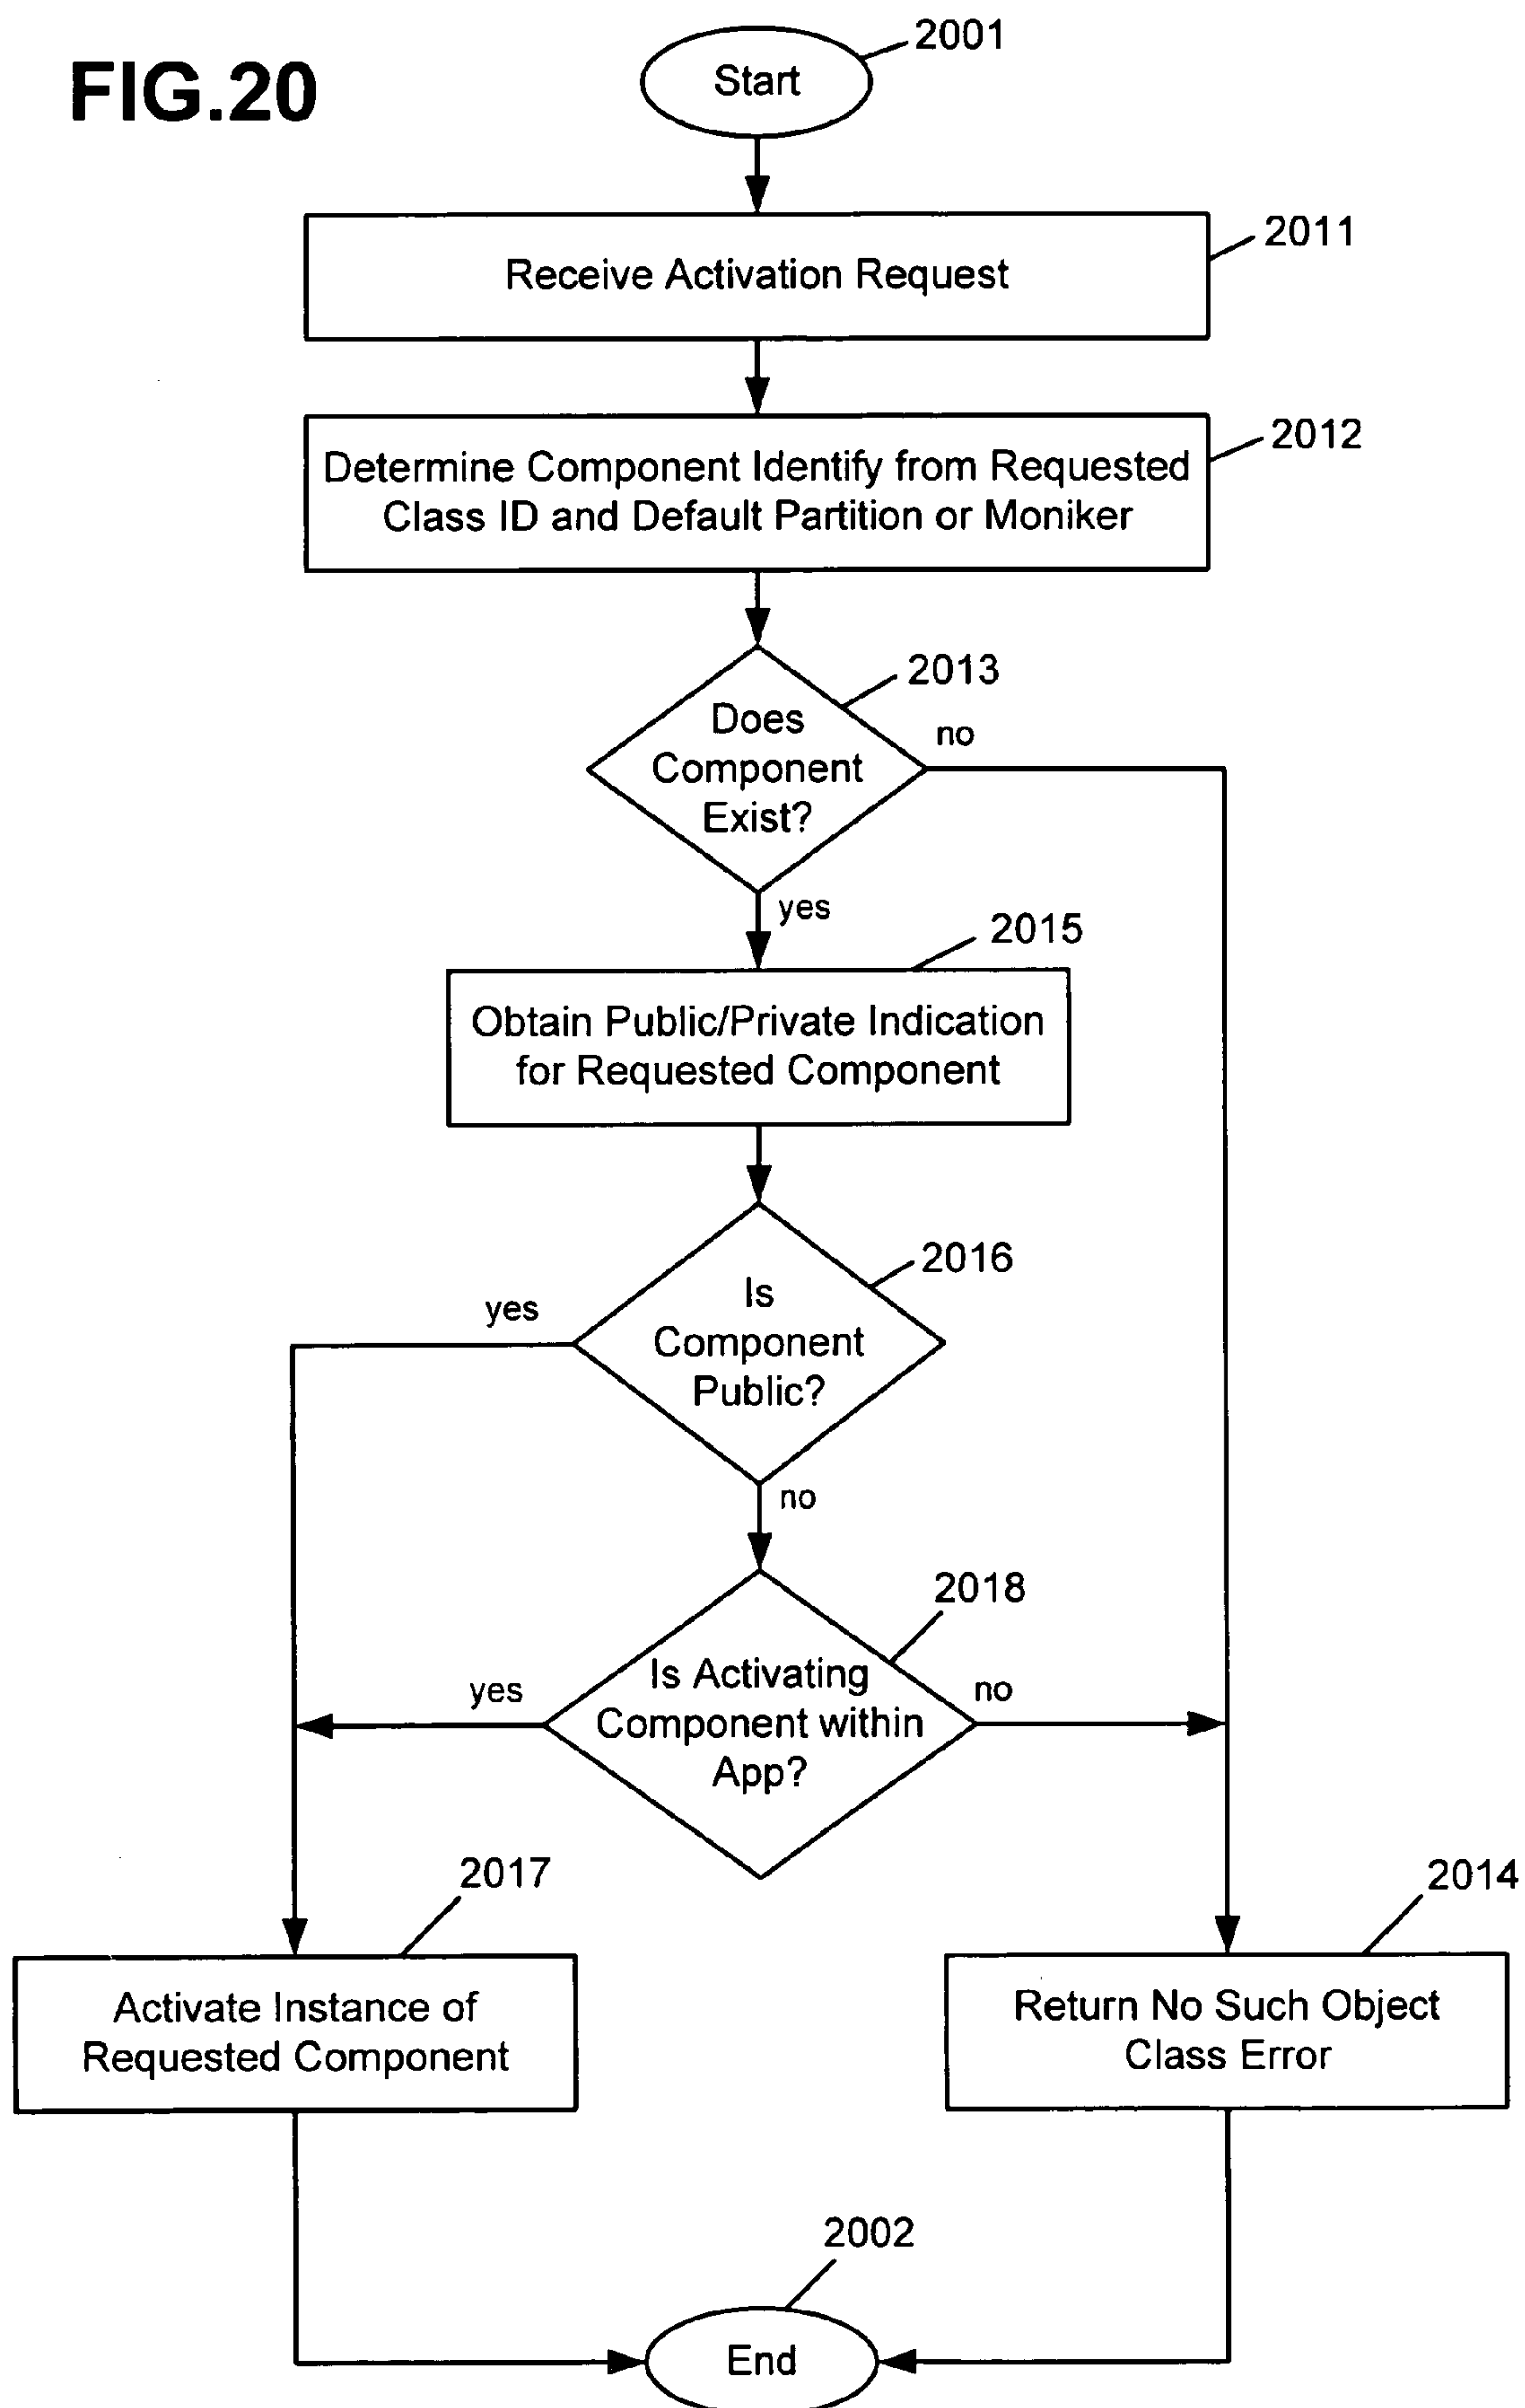 FIG.20
2001
Start
2011
Receive Activation Request
2012
Determine Component Identify from Requested
Class ID and Default Partition or Moniker
2013
Does
Component
Exist?
no
yes
2015
Obtain Public/Private Indication
for Requested Component
2016
Is
Component
Public?
yes
no
2018
Is Activating
Component within
App?
yes
no
2017
Activate Instance of
Requested Component
2014
Return No Such Object
Class Error
2002
End